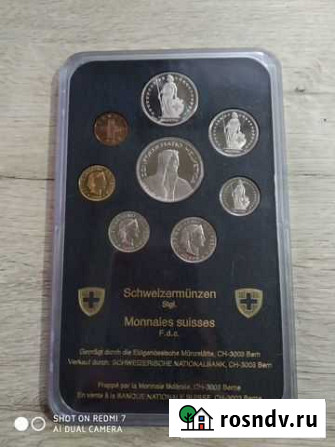 Schweizermünzen
Stgl.
Monnaies suisses
F.d.c.
Geprägt durch die Eidgenössische Münzstätte, CH-3003 Bern
Verkauf durch: SCHWEIZERISCHE NATIONALBANK, CH-3003 Bern
Frappé par la Monnaie fédérale, CH-3003 Berne
En vente à la BANQUE NATIONALE SUISSE, CH-3003 Berne
SHOT ON REDMI 7
AI DUAL CAMERA
rosndv.ru